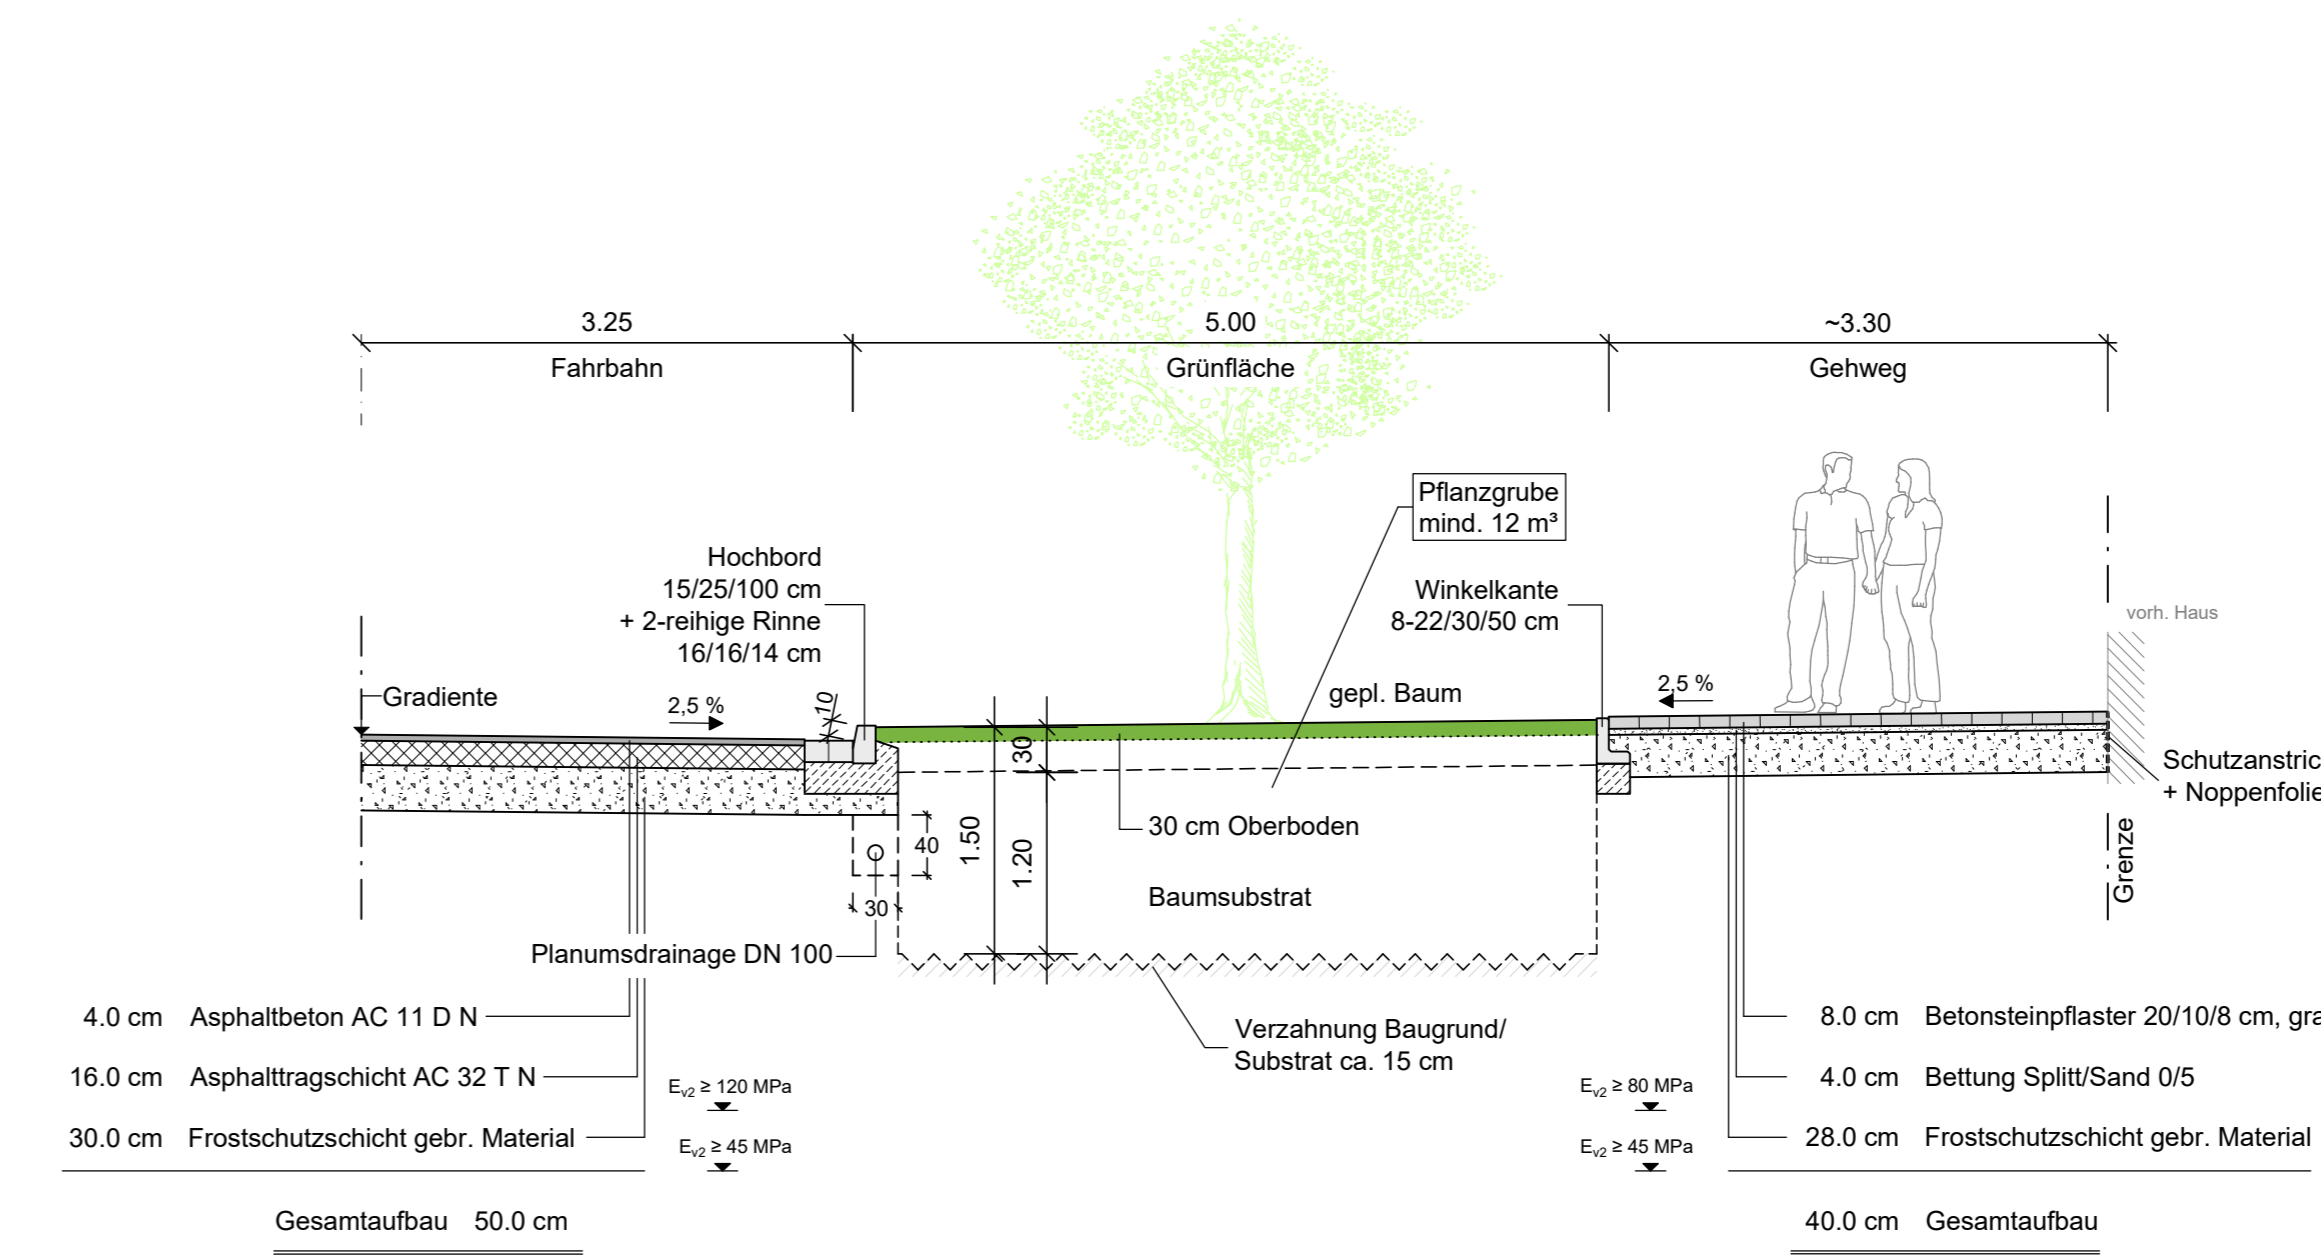 3.25
5.00
~3.30
Fahrbahn
Grünfläche
Gehweg
Pflanzgrube
mind. 12 m³
Hochbord
15/25/100 cm
+ 2-reihige Rinne
16/16/14 cm
Winkelkante
8-22/30/50 cm
vorh. Haus
Gradiente
2,5 %
10
gepl. Baum
2,5 %
30
Schutzanstric
+ Noppenfolie
30 cm Oberboden
40
1.50
1.20
Grenze
Baumsubstrat
30
Planumsdrainage DN 100
Verzahnung Baugrund/
Substrat ca. 15 cm
4.0 cm Asphaltbeton AC 11 D N
16.0 cm Asphalttragschicht AC 32 T N
30.0 cm Frostschutzschicht gebr. Material
Ev2 ≥ 120 MPa
Ev2 ≥ 45 MPa
Gesamtaufbau 50.0 cm
Ev2 ≥ 80 MPa
Ev2 ≥ 45 MPa
8.0 cm Betonsteinpflaster 20/10/8 cm, gra
4.0 cm Bettung Splitt/Sand 0/5
28.0 cm Frostschutzschicht gebr. Material
40.0 cm Gesamtaufbau